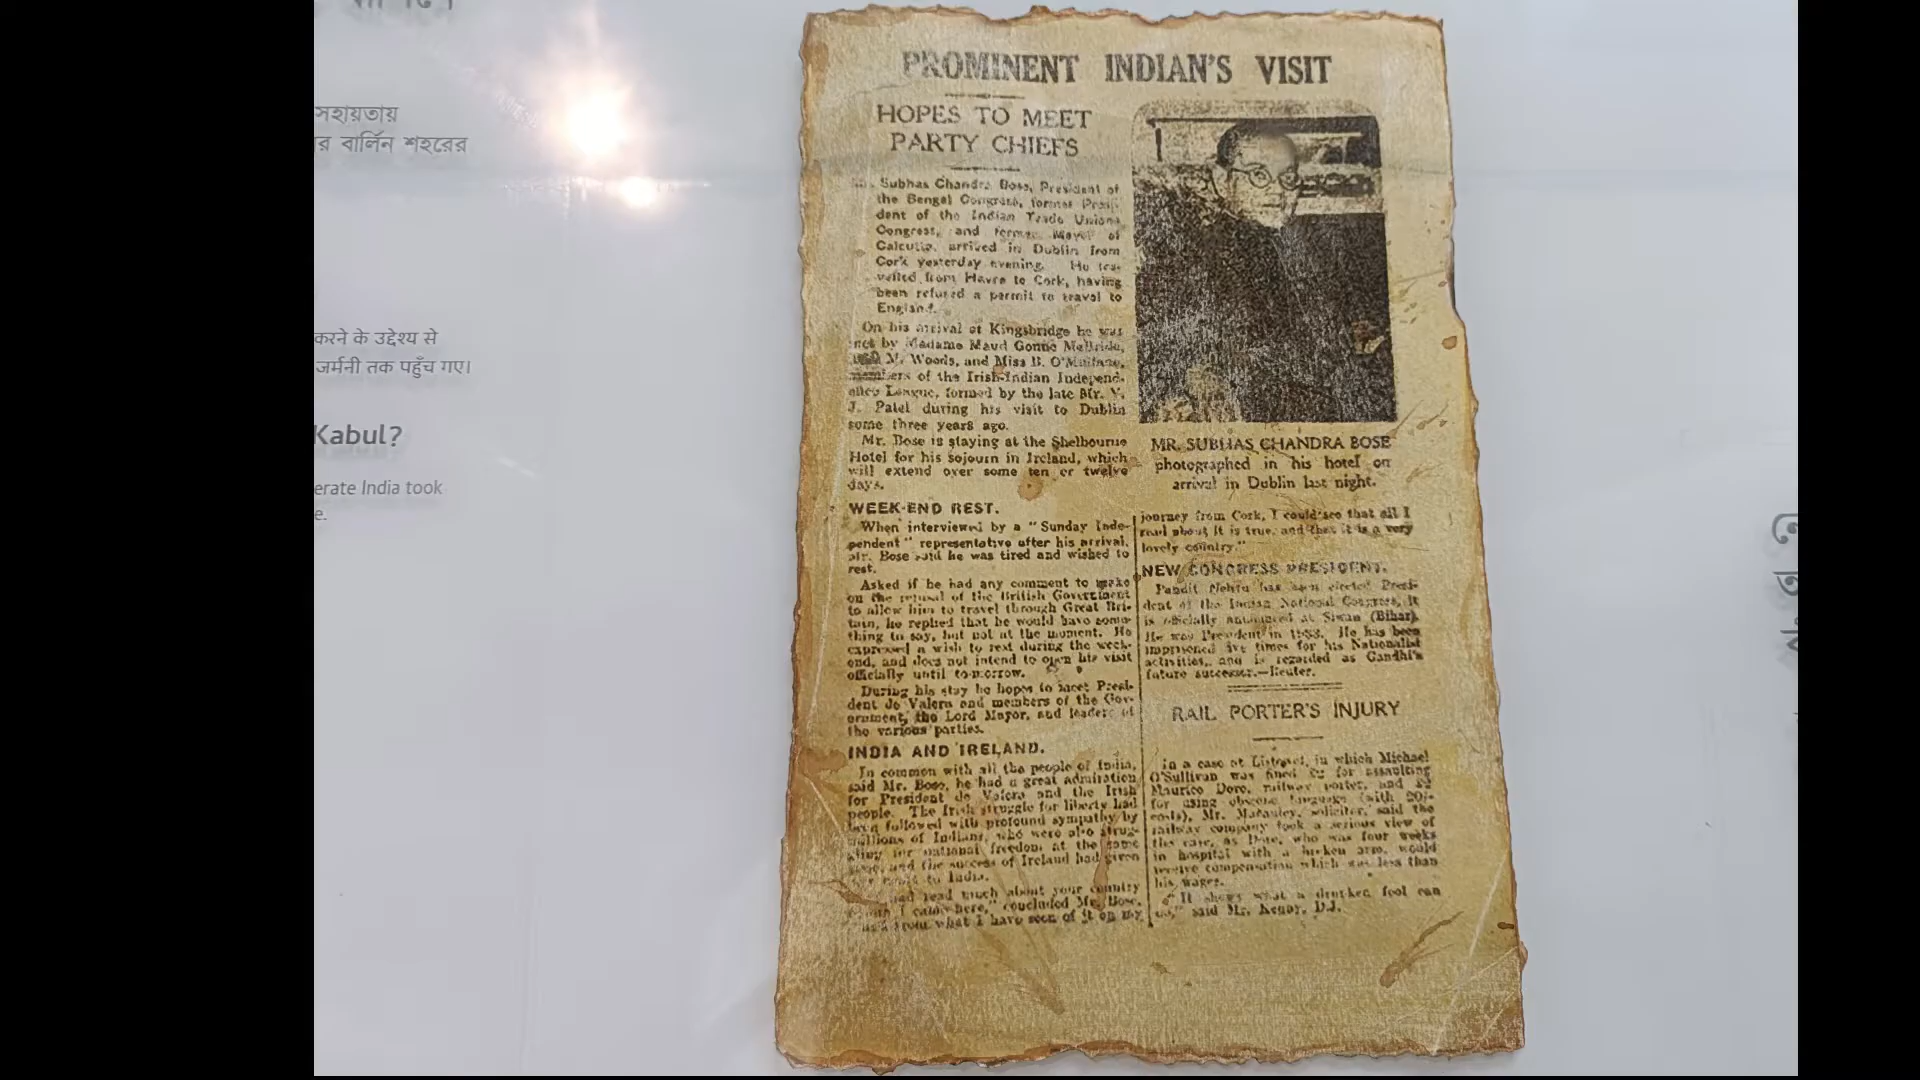 সহায়তায়
র বার্লিন শহরের
करने के उद्देश्य से
जर्मनी तक पहुँच गए।
Kabul?
erate India took
e.
PROMINENT INDIAN'S VISIT
HOPES TO MEET
PARTY CHIEFS
Subhas Chandra Bose, President of
the Bengal Congress, former Presi-
dent of the Indian Trade Unions
Congress, and former Mayor of
Calcutta, arrived in Dublin from
Cork yesterday evening. He tra-
velled from Havre to Cork, having
been refused a permit to travel to
England.
On his arrival at Kingsbridge he was
met by Madame Maud Gonne McBride,
M. Woods, and Miss B.
members of the Irish-Indian Independ-
ence League, formed by the late Mr. V.
J. Patel during his visit to Dublin
some three years ago.
Mr. Bose is staying at the Shelbourne
Hotel for his sojourn in Ireland, which
will extend over some ten or twelve
days.
WEEK-END REST.
When interviewed by a "Sunday Inde-
pendent" representative after his arrival,
Mr. Bose said he was tired and wished to
rest.
Asked if he had any comment to make
on the refusal of the British Government
to allow him to travel through Great Bri-
tain, he replied that he would have some-
thing to say, but not at the moment. He
expressed a wish to rest during the week-
end, and does not intend to open his visit
officially until to-morrow.
During his stay he hopes to meet Presi-
dent de Valera and members of the Gov-
ernment, the Lord Mayor, and leaders of
the various parties.
INDIA AND IRELAND.
In common with all the people of India,
said Mr. Bose, he had a great admiration
for President de Valera and the Irish
people. The Irish struggle for liberty had
been followed with profound sympathy by
millions of Indians, who were also strug-
gling for national freedom at the same
time, and the success of Ireland had given
to India.
read much about your country
I came here," concluded Mr. Bose,
from what I have seen of it on my
MR. SUBHAS CHANDRA BOSE
photographed in his hotel on
arrival in Dublin last night.
journey from Cork, I could see that all I
read about it is true, and that it is a very
lovely country."
NEW CONGRESS PRESIDENT.
Pandit Nehru has been elected Presi-
dent of the Indian National Congress, it
is officially announced at Siwan (Bihar).
He was President in
He has been
imprisoned five times for his Nationalist
activities, and is regarded as Gandhi's
future successor.—Reuter.
RAIL PORTER'S INJURY
In a case at Listowel, in which Michael
O'Sullivan was fined for assaulting
Maurice Dore, railway porter, and
for using obscene language (with 20/-
costs), Mr. Macauley, solicitor, said the
railway company took a serious view of
the case, as Dore, who was four weeks
in hospital with a broken arm, would
receive compensation which was less than
his wages.
"It shows what a drunken fool can
do," said Mr. Kenny, D.J.